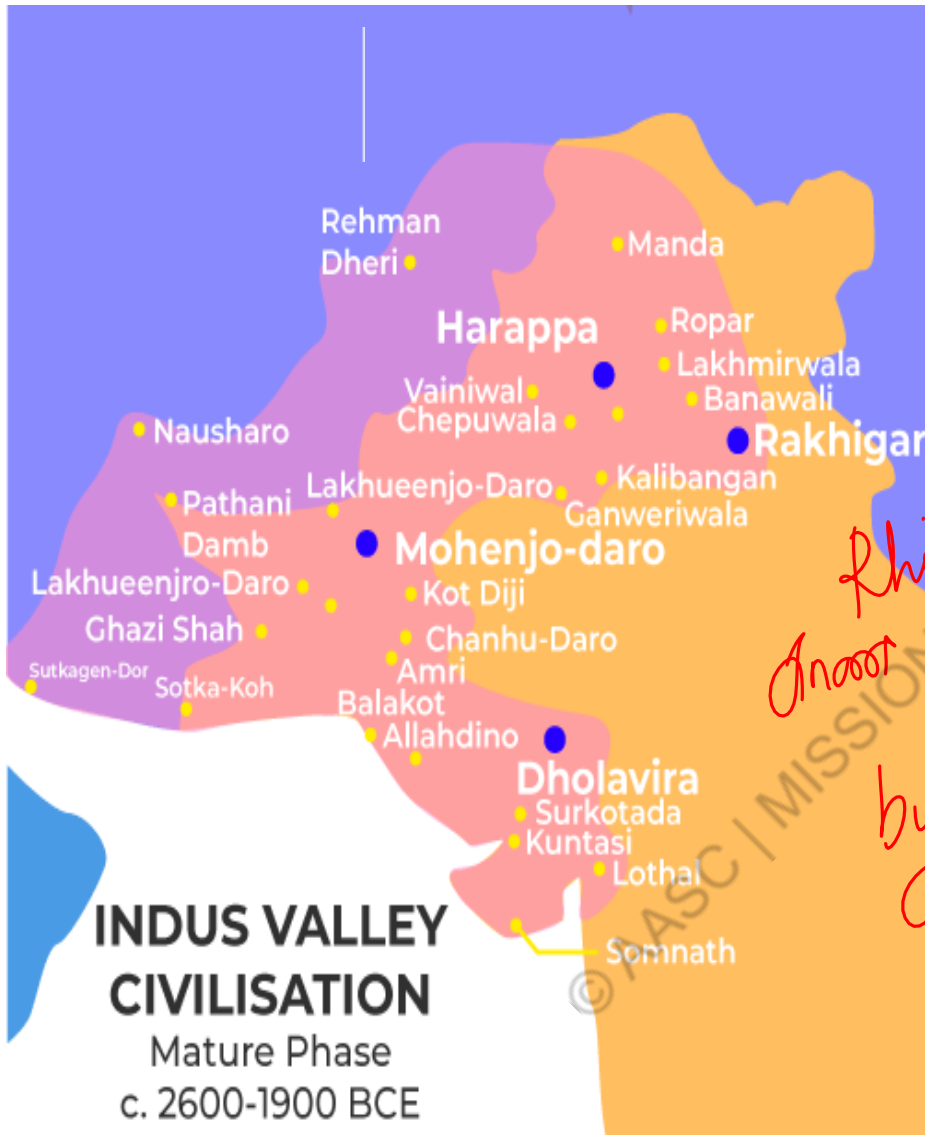 Rehman
Dheri
Manda
Harappa
Ropar
Lakhmirwala
Vainiwal
Banawali
Chepuwala
Nausharo
Rakhigar
Kalibangan
Lakhueenjo-Daro
Pathani
Damb
Ganweriwala
Mohenjo-daro
Lakhueenjro-Daro
Kot Diji
Ghazi Shah
Chanhu-Daro
Amri
Sutkagen-Dor
Sotka-Koh
Balakot
Allahdino
Dholavira
Surkotada
Kuntasi
Lothal
Somnath
© AASC | MISSION
INDUS VALLEY
CIVILISATION
Mature Phase
c. 2600-1900 BCE